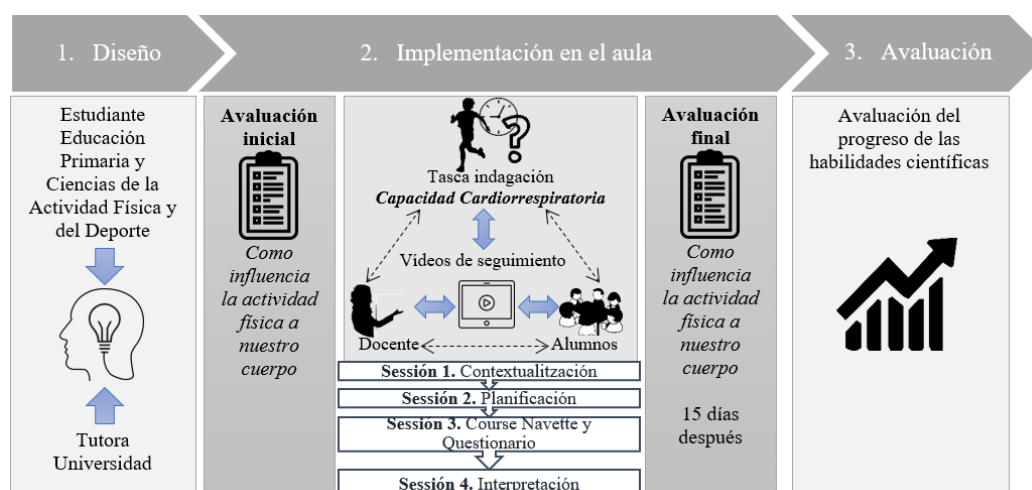 1. Diseño
2. Implementación en el aula
3. Avaluación
Estudiante
Educación
Primaria y
Ciencias de la
Actividad Física y
del Deporte
Tutora
Universidad
Avaluación
inicial
Como
influencia
la actividad
física a
nuestro
cuerpo
Tasca indagación
Capacidad Cardiorrespiratoria
Vídeos de seguimiento
Docente
Alumnos
Sessión 1. Contextualitzación
Sessión 2. Planificación
Sessión 3. Course Navette y
Questionario
Sessión 4. Interpretación
Avaluación
final
Como
influencia
la actividad
física a
nuestro
cuerpo
15 días
después
Avaluación del
progreso de las
habilidades científicas